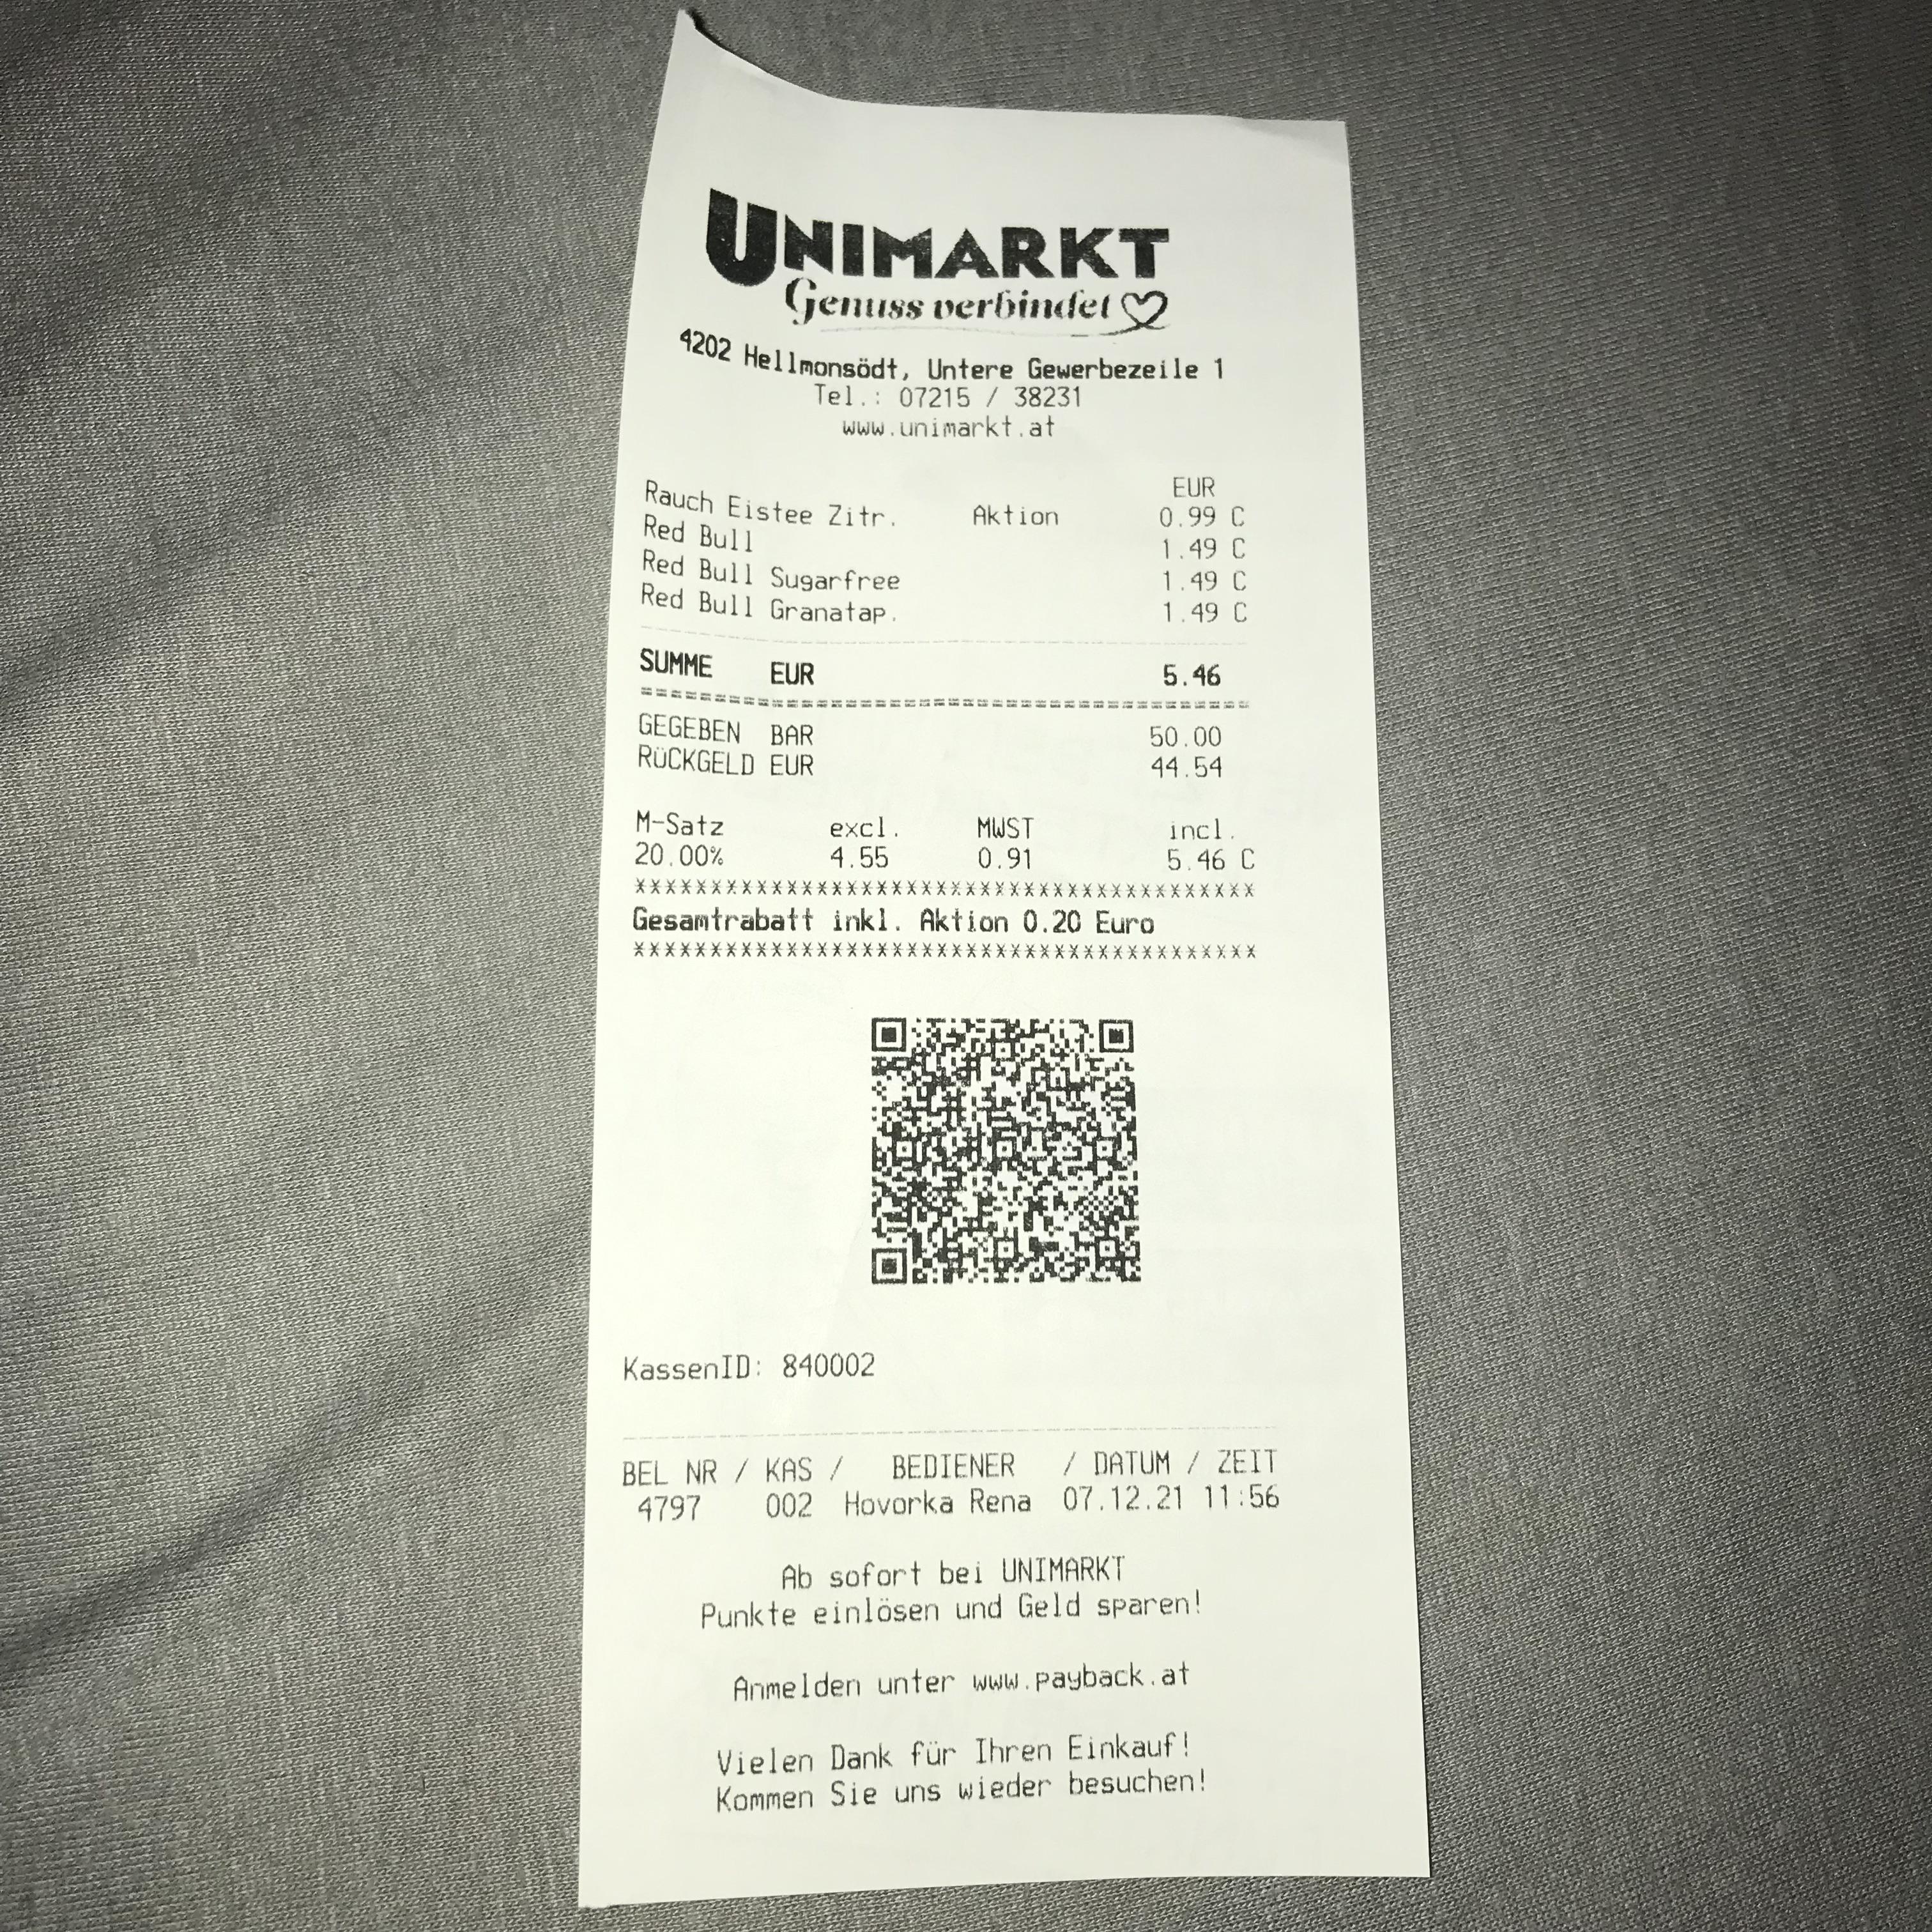 UNIMARKT
Genuss verbindet
4202 Hellmonsödt, Untere Gewerbezeile 1
Tel.: 07215 / 38231
www.unimarkt.at
EUR
Rauch Eistee Zitr. Aktion 0.99 C
Red Bull 1.49 C
Red Bull Sugarfree 1.49 C
Red Bull Granatap. 1.49 C
SUMME EUR 5.46
GEGEBEN BAR 50.00
RÜCKGELD EUR 44.54
M-Satz excl. MWST incl.
20.00% 4.55 0.91 5.46 C
******************************************
Gesamtrabatt inkl. Aktion 0.20 Euro
******************************************
KassenID: 840002
BEL NR / KAS / BEDIENER / DATUM / ZEIT
4797 002 Hovorka Rena 07.12.21 11:56
Ab sofort bei UNIMARKT
Punkte einlösen und Geld sparen!
Anmelden unter www.payback.at
Vielen Dank für Ihren Einkauf!
Kommen Sie uns wieder besuchen!